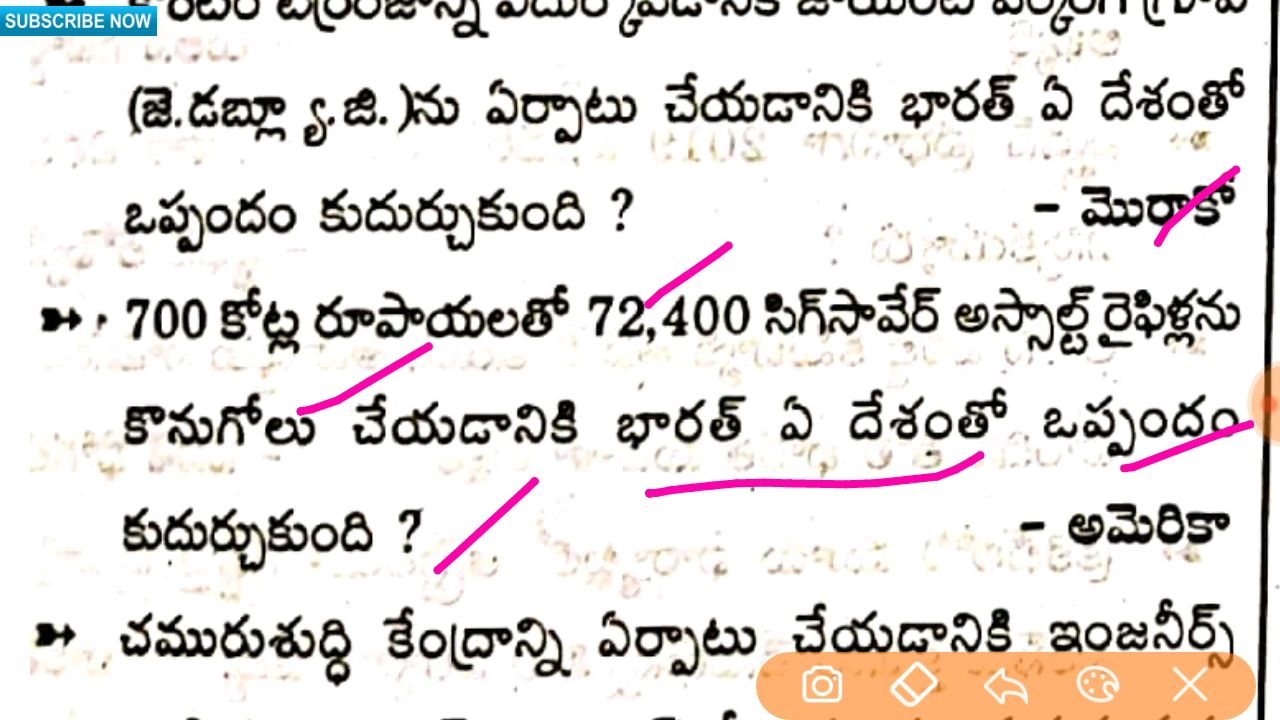 SUBSCRIBE NOW
(జె.డబ్ల్యూ.జి.)ను ఏర్పాటు చేయడానికి భారత్ ఏ దేశంతో
ఒప్పందం కుదుర్చుకుంది ? - మొరాకో
700 కోట్ల రూపాయలతో 72,400 సిగ్‌సావేర్ అస్సాల్ట్ రైఫిళ్లను
కొనుగోలు చేయడానికి భారత్ ఏ దేశంతో ఒప్పందం
కుదుర్చుకుంది ? - అమెరికా
చమురుశుద్ధి కేంద్రాన్ని ఏర్పాటు చేయడానికి ఇంజనీర్స్